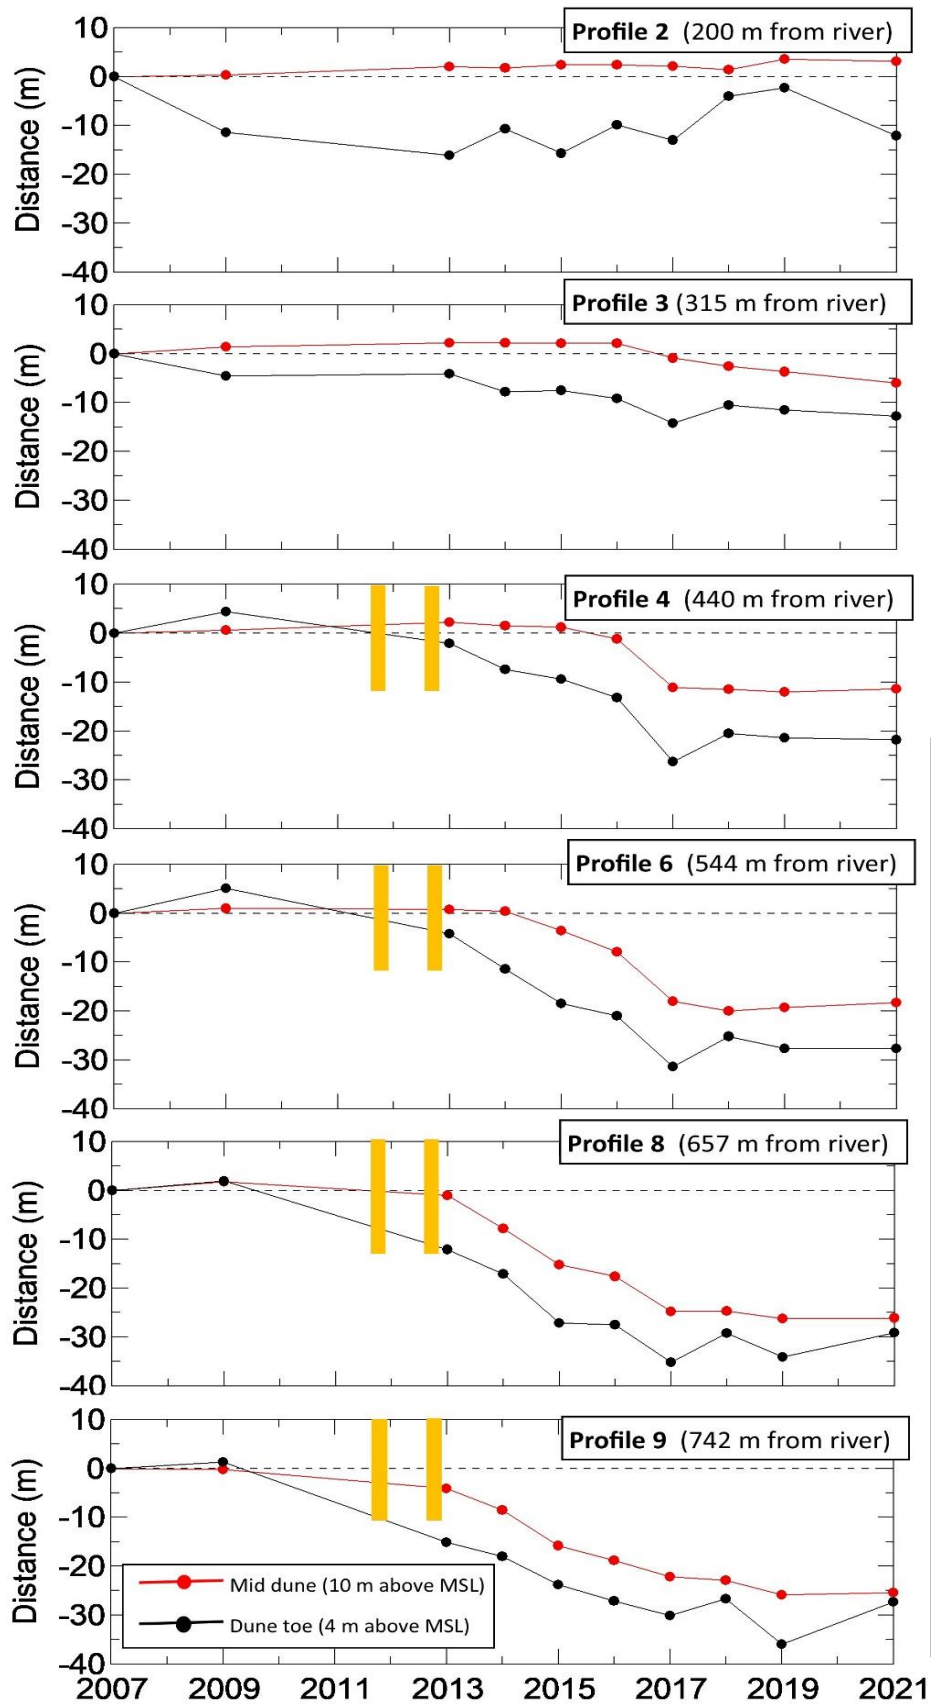 Profile 2 (200 m from river)
Distance (m)
10
0
-10
-20
-30
-40
Profile 3 (315 m from river)
Distance (m)
10
0
-10
-20
-30
-40
Profile 4 (440 m from river)
Distance (m)
10
0
-10
-20
-30
-40
Profile 6 (544 m from river)
Distance (m)
10
0
-10
-20
-30
-40
Profile 8 (657 m from river)
Distance (m)
10
0
-10
-20
-30
-40
Profile 9 (742 m from river)
Distance (m)
10
0
-10
-20
-30
-40
Mid dune (10 m above MSL)
Dune toe (4 m above MSL)
2007 2009 2011 2013 2015 2017 2019 2021